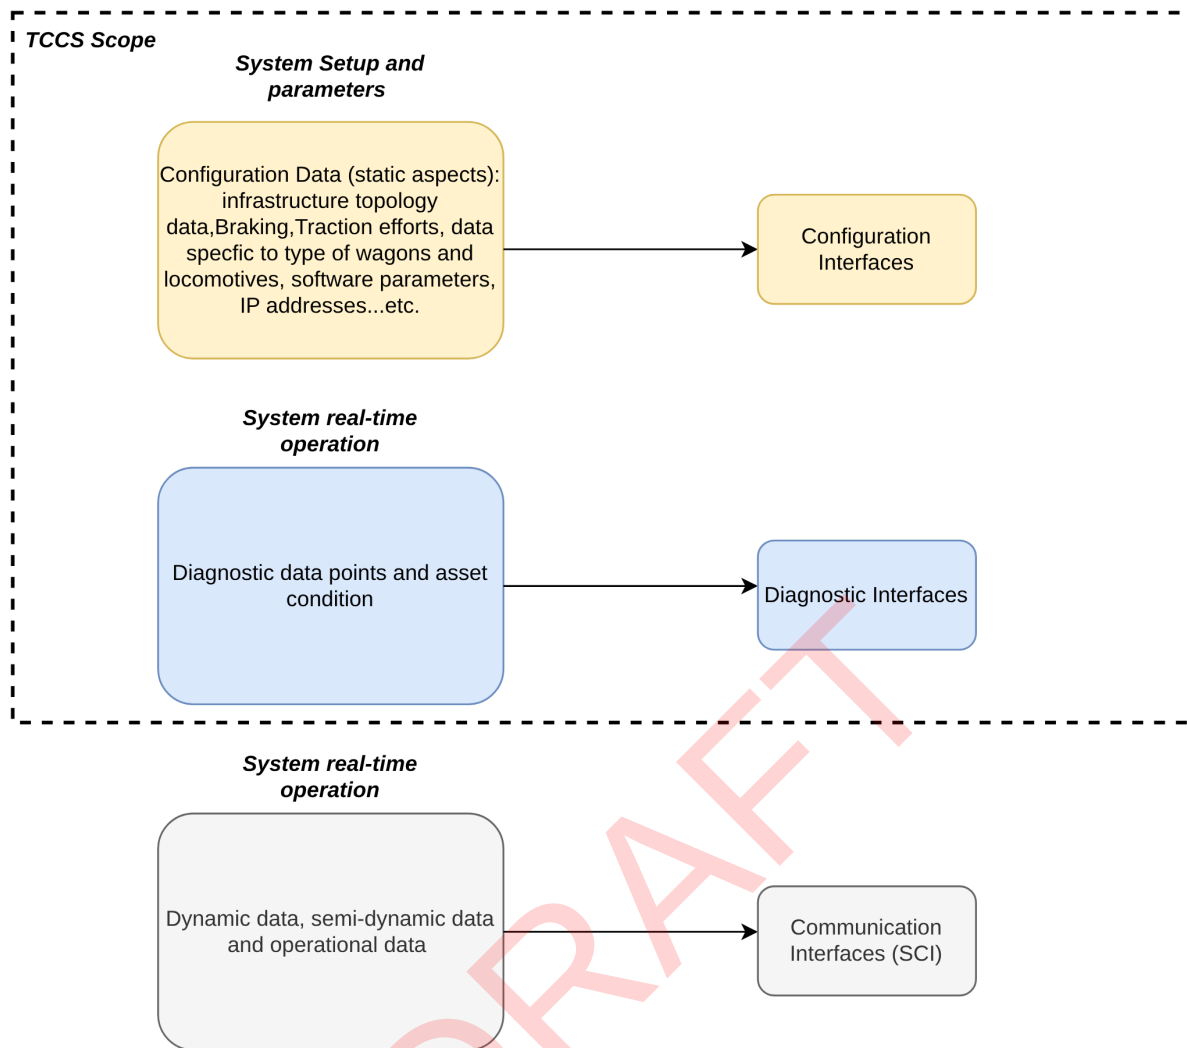 TCCS Scope
System Setup and
parameters
Configuration Data (static aspects):
infrastructure topology
data,Braking,Traction efforts, data
specfic to type of wagons and
locomotives, software parameters,
IP addresses...etc.
Configuration
Interfaces
System real-time
operation
Diagnostic data points and asset
condition
Diagnostic Interfaces
System real-time
operation
Dynamic data, semi-dynamic data
and operational data
Communication
Interfaces (SCI)
DRAFT